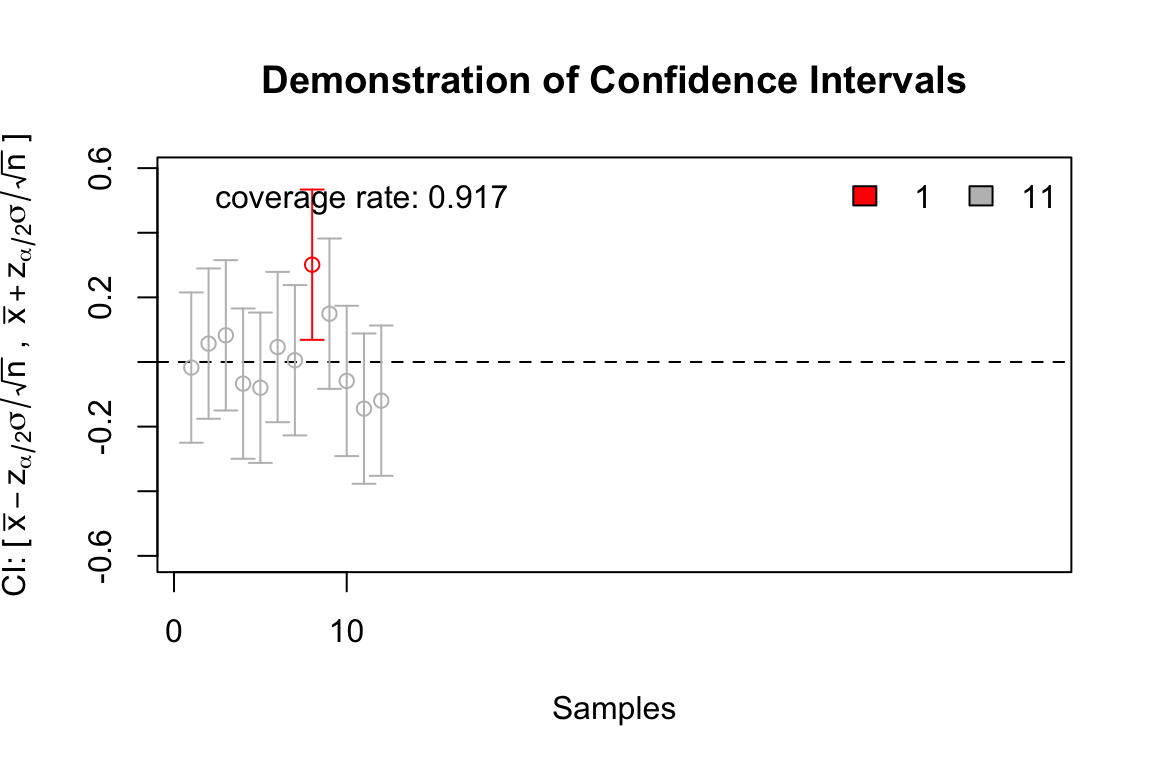 Demonstration of Confidence Intervals
CI: [ x̅ − zα/2σ/√n , x̅ + zα/2σ/√n ]
0.6
0.2
-0.2
-0.6
coverage rate: 0.917
1
11
0
10
Samples